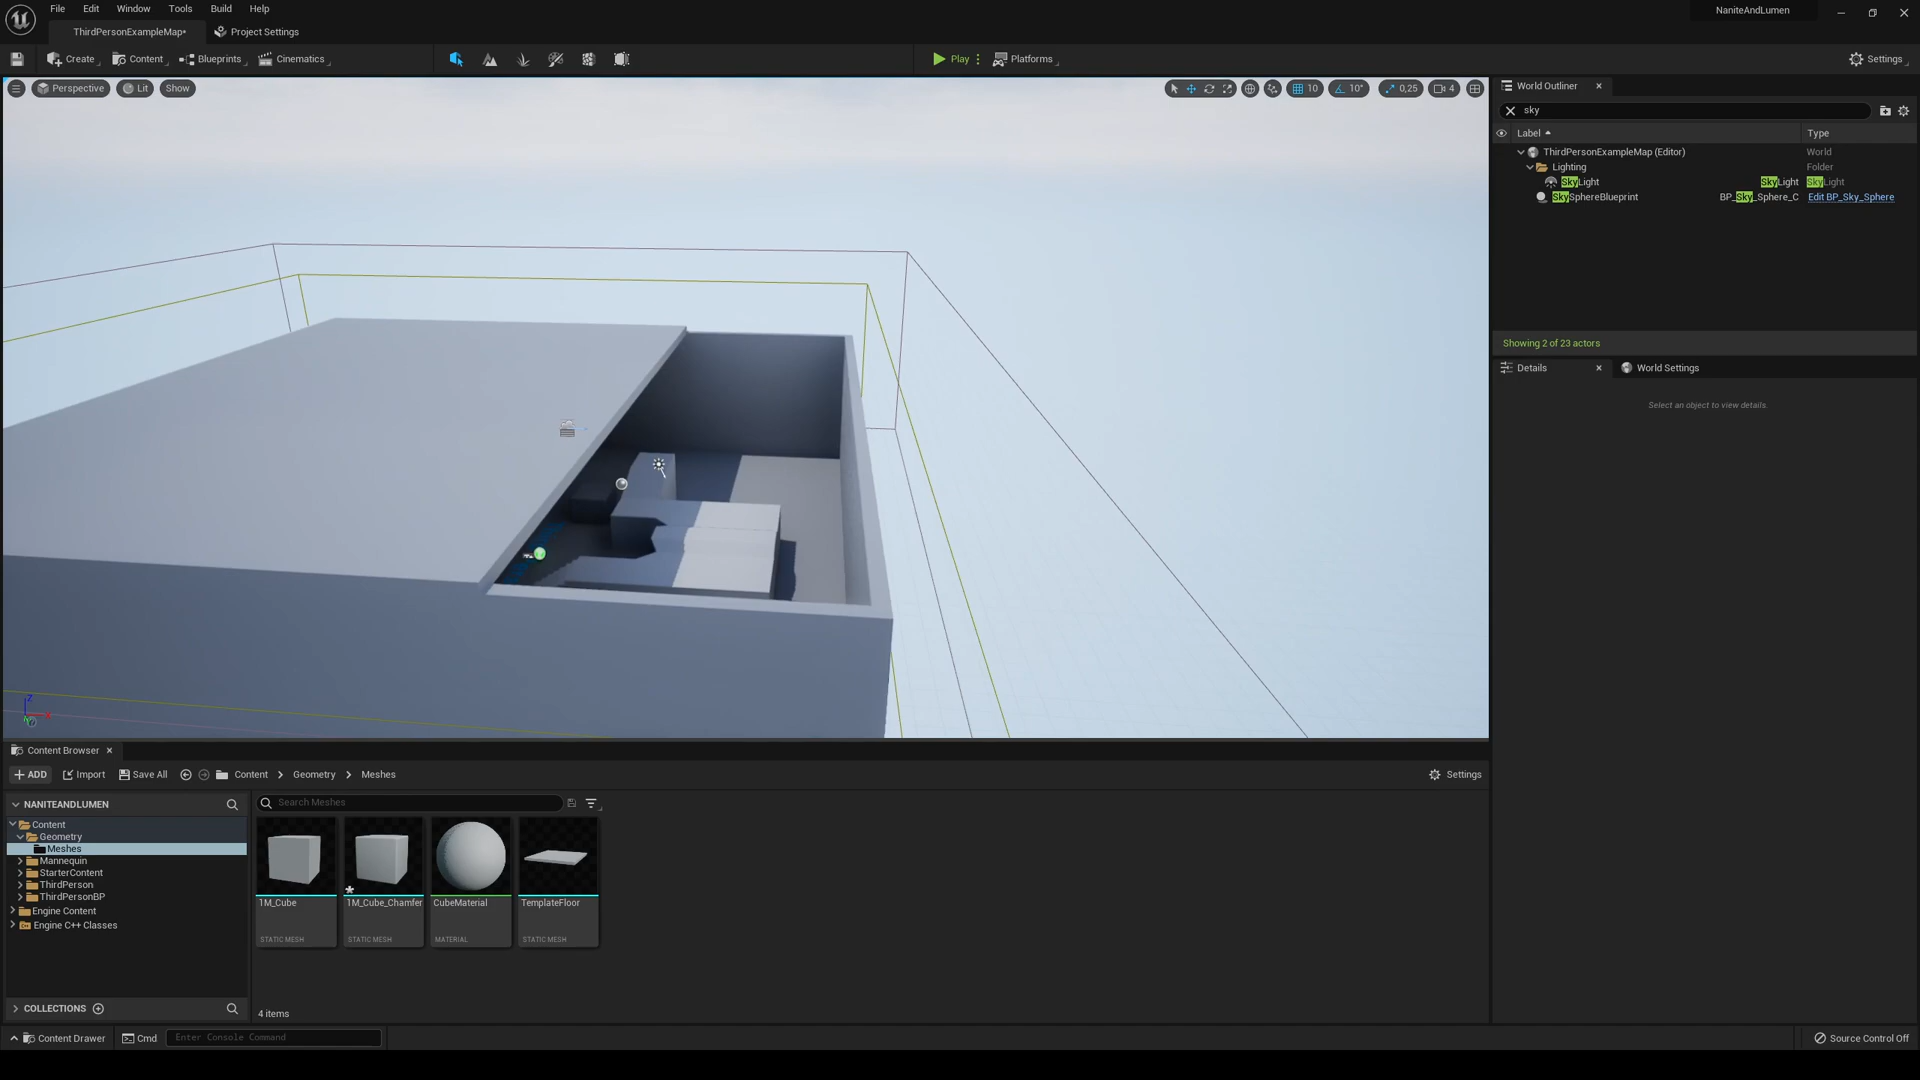 File Edit Window Tools Build Help
NaniteAndLumen
ThirdPersonExampleMap•
Project Settings
Create
Content
Blueprints
Cinematics
Play
Platforms
Settings
Perspective
Lit
Show
10
10°
0,25
4
World Outliner
sky
Label
Type
ThirdPersonExampleMap (Editor)
World
Lighting
Folder
SkyLight
SkyLight
SkyLight
SkySphereBlueprint
BP_Sky_Sphere_C
Edit BP_Sky_Sphere
Showing 2 of 23 actors
Details
World Settings
Select an object to view details.
Z
X
Content Browser
ADD
Import
Save All
Content
Geometry
Meshes
Settings
NANITEANDLUMEN
Search Meshes
Content
Geometry
Meshes
Mannequin
StarterContent
ThirdPerson
ThirdPersonBP
Engine Content
Engine C++ Classes
1M_Cube
STATIC MESH
1M_Cube_Chamfer
STATIC MESH
CubeMaterial
MATERIAL
TemplateFloor
STATIC MESH
COLLECTIONS
4 items
Content Drawer
Cmd
Enter Console Command
Source Control Off